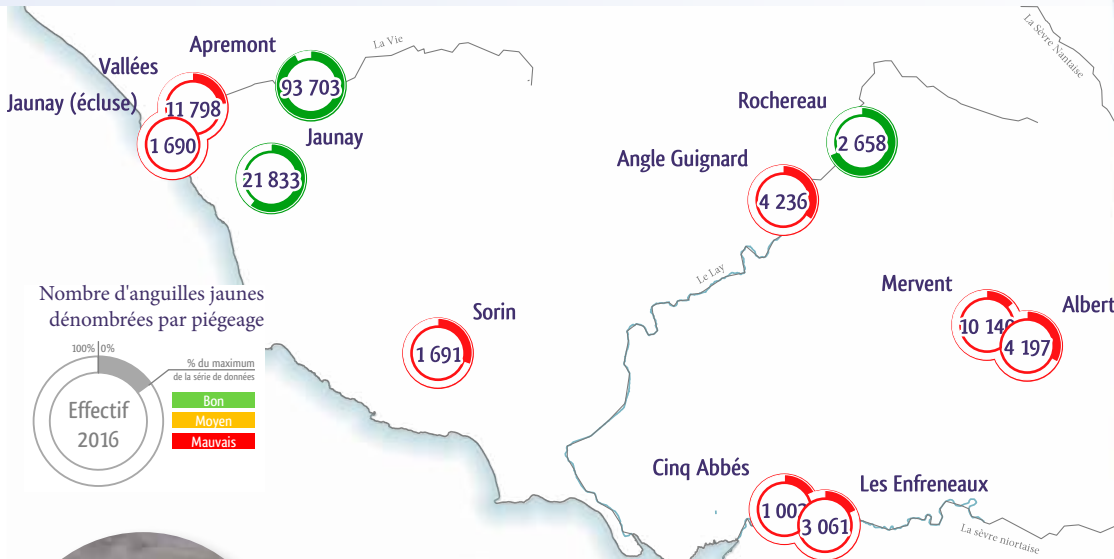 La Sèvre Nantaise
Apremont
La Vie
Vallées
93 703
Jaunay (écluse)
11 798
Rochereau
1 690
Jaunay
2 658
Angle Guignard
21 833
4 236
Le Lay
Nombre d'anguilles jaunes
dénombrées par piégeage
Mervent
Albert
Sorin
10 140
4 197
1 691
100% 0%
% du maximum
de la série de données
Effectif
2016
Bon
Moyen
Mauvais
Cinq Abbés
Les Enfreneaux
1 002
3 061
La sèvre niortaise